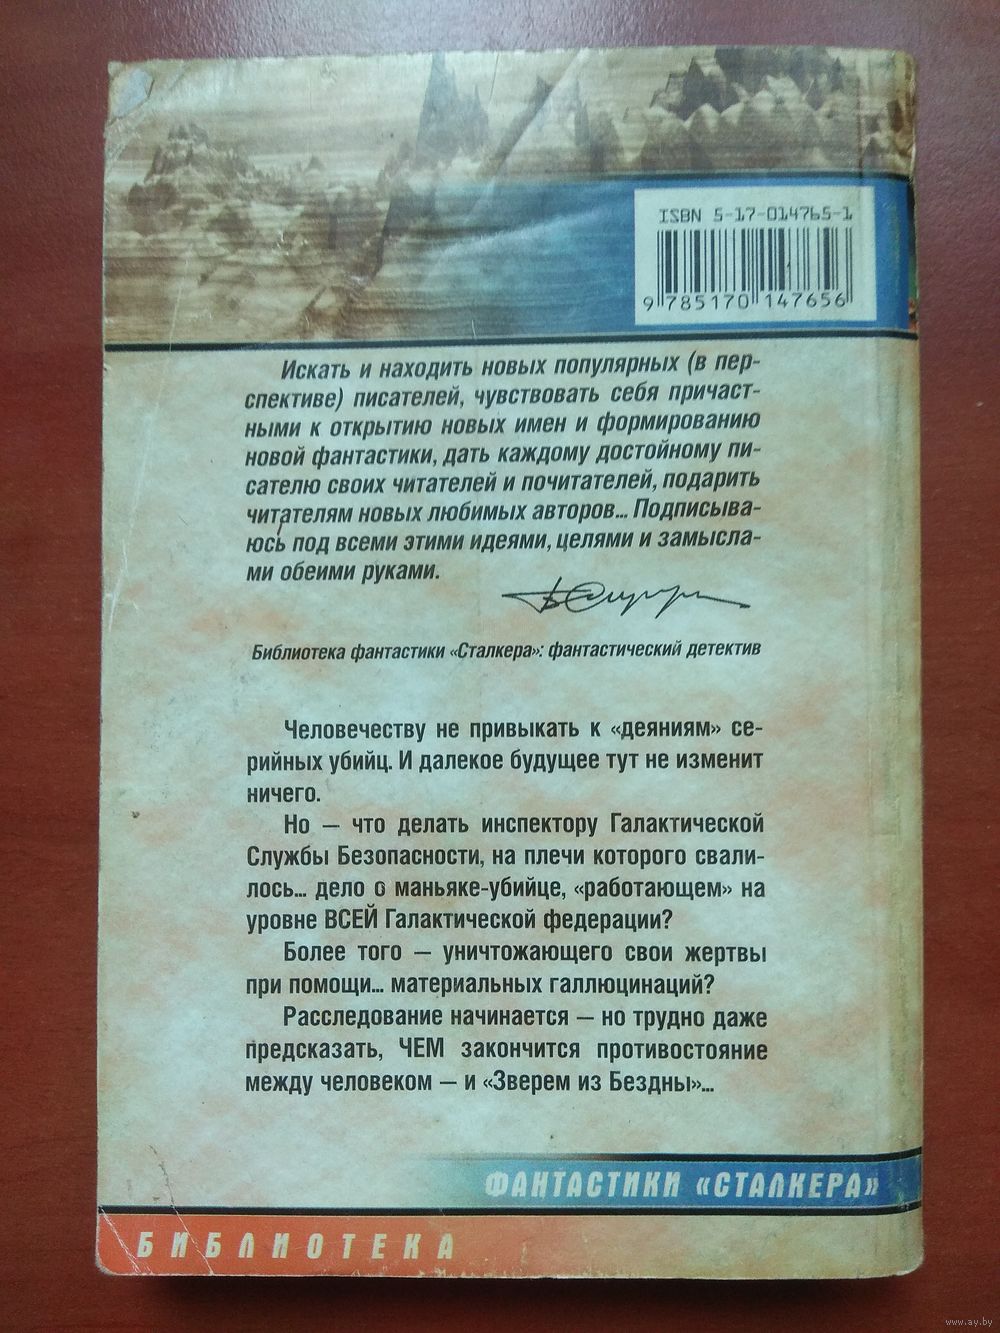 ISBN 5-17-014765-1
9 785170 147656
Искать и находить новых популярных (в пер-
спективе) писателей, чувствовать себя причаст-
ными к открытию новых имен и формированию
новой фантастики, дать каждому достойному пи-
сателю своих читателей и почитателей, подарить
читателям новых любимых авторов... Подписыва-
юсь под всеми этими идеями, целями и замысла-
ми обеими руками.
Библиотека фантастики «Сталкера»: фантастический детектив
Человечеству не привыкать к «деяниям» се-
рийных убийц. И далекое будущее тут не изменит
ничего.
Но — что делать инспектору Галактической
Службы Безопасности, на плечи которого свали-
лось... дело о маньяке-убийце, «работающем» на
уровне ВСЕЙ Галактической федерации?
Более того — уничтожающего свои жертвы
при помощи... материальных галлюцинаций?
Расследование начинается — но трудно даже
предсказать, ЧЕМ закончится противостояние
между человеком — и «Зверем из Бездны»...
ФАНТАСТИКИ «СТАЛКЕРА»
БИБЛИОТЕКА
www.ay.by